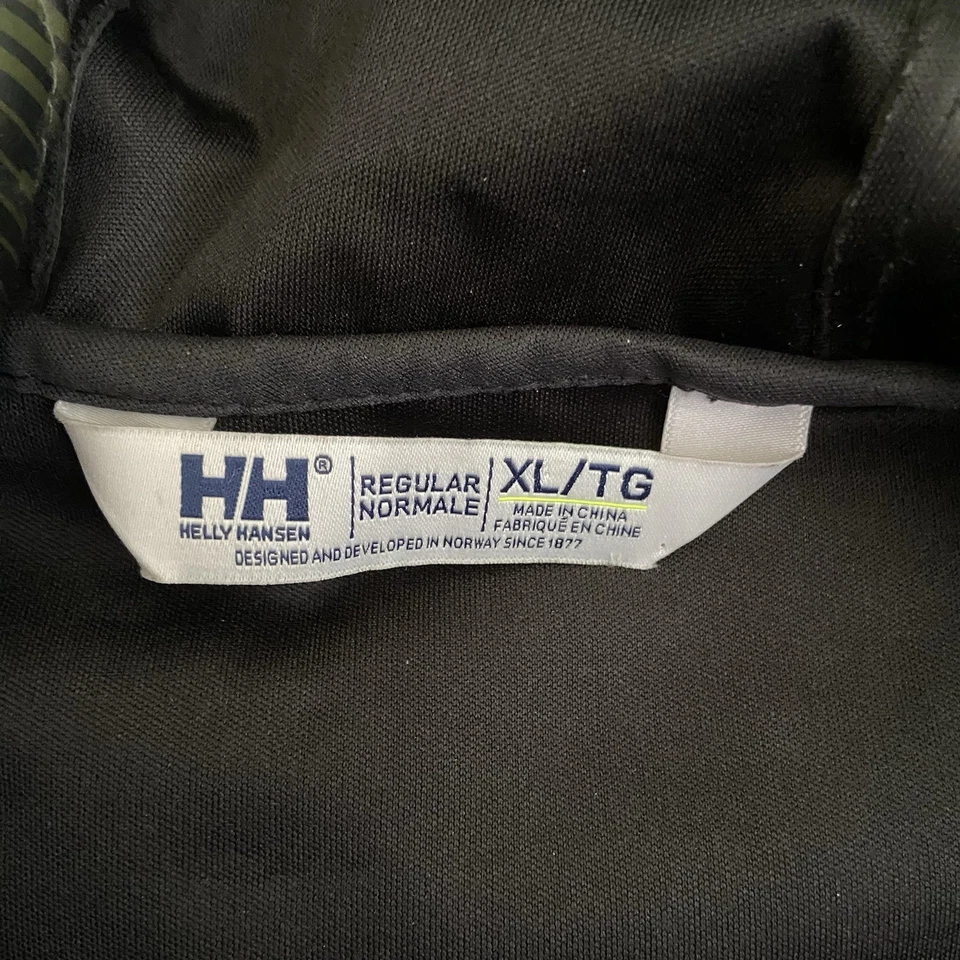 HH®
HELLY HANSEN
REGULAR
NORMALE
XL/TG
MADE IN CHINA
FABRIQUÉ EN CHINE
DESIGNED AND DEVELOPED IN NORWAY SINCE 1877